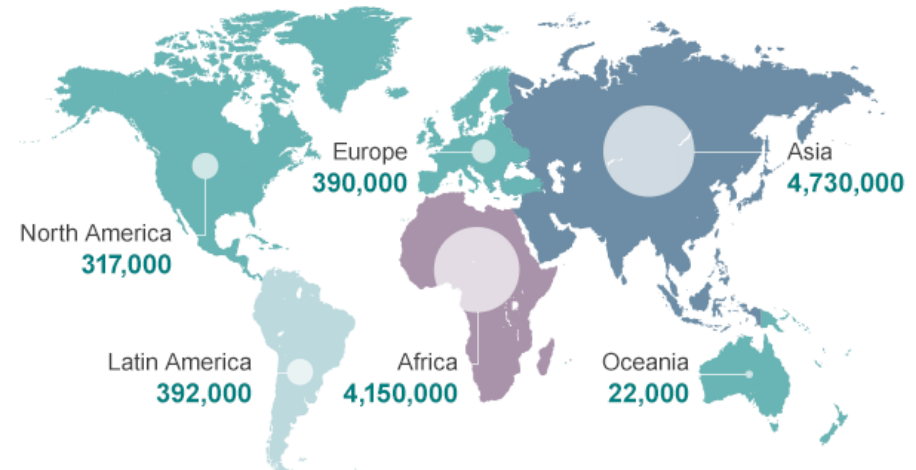 Europe
390,000
Asia
4,730,000
North America
317,000
Latin America
392,000
Africa
4,150,000
Oceania
22,000